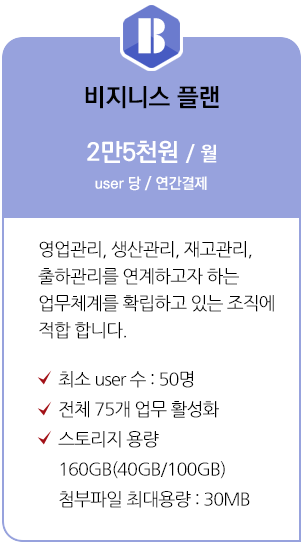 B
비지니스 플랜
2만5천원 / 월
user 당 / 연간결제
영업관리, 생산관리, 재고관리,
출하관리를 연계하고자 하는
업무체계를 확립하고 있는 조직에
적합 합니다.
최소 user 수 : 50명
전체 75개 업무 활성화
스토리지 용량
160GB(40GB/100GB)
첨부파일 최대용량 : 30MB